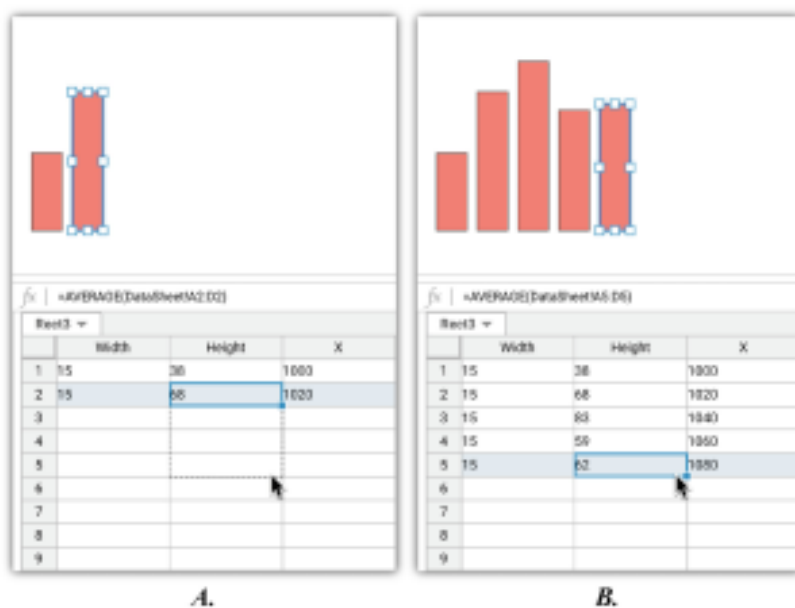 fx =AVERAGE(DataSheet!A2:D2)
Rect3
Width Height X
1 15 38 1000
2 15 68 1020
3
4
5
6
7
8
9
A.
fx =AVERAGE(DataSheet!A5:D5)
Rect3
Width Height X
1 15 38 1000
2 15 68 1020
3 15 83 1040
4 15 59 1060
5 15 62 1080
6
7
8
9
B.